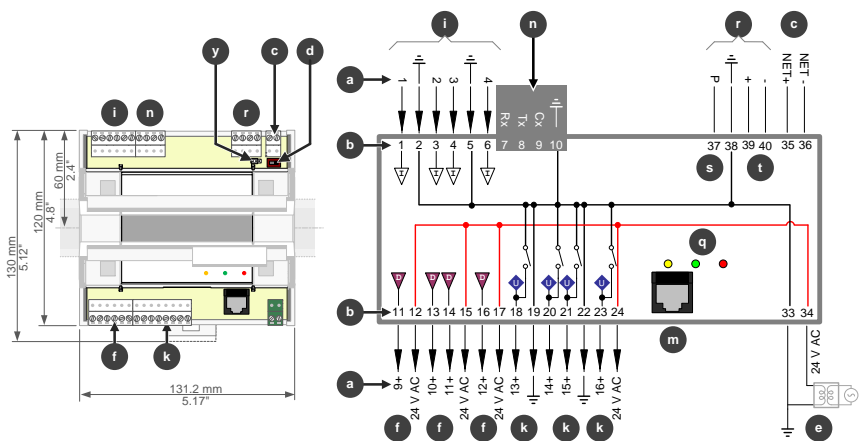 i n r c
y c d
a 1 2 3 4 P + - NET+ NET -
i n r
Rx Tx Cx
b 1 2 3 4 5 6 7 8 9 10 37 38 39 40 35 36
I I I I
s t
60 mm
2.4"
120 mm
4.8"
130 mm
5.12"
q
D D D D U U U U
b 11 12 13 14 15 16 17 18 19 20 21 22 23 24 33 34
m
f k
a 9+ 24 V AC 10+ 11+ 24 V AC 12+ 24 V AC 13+ 14+ 15+ 16+ 24 V AC 24 V AC
131.2 mm
5.17"
f f f k k k e